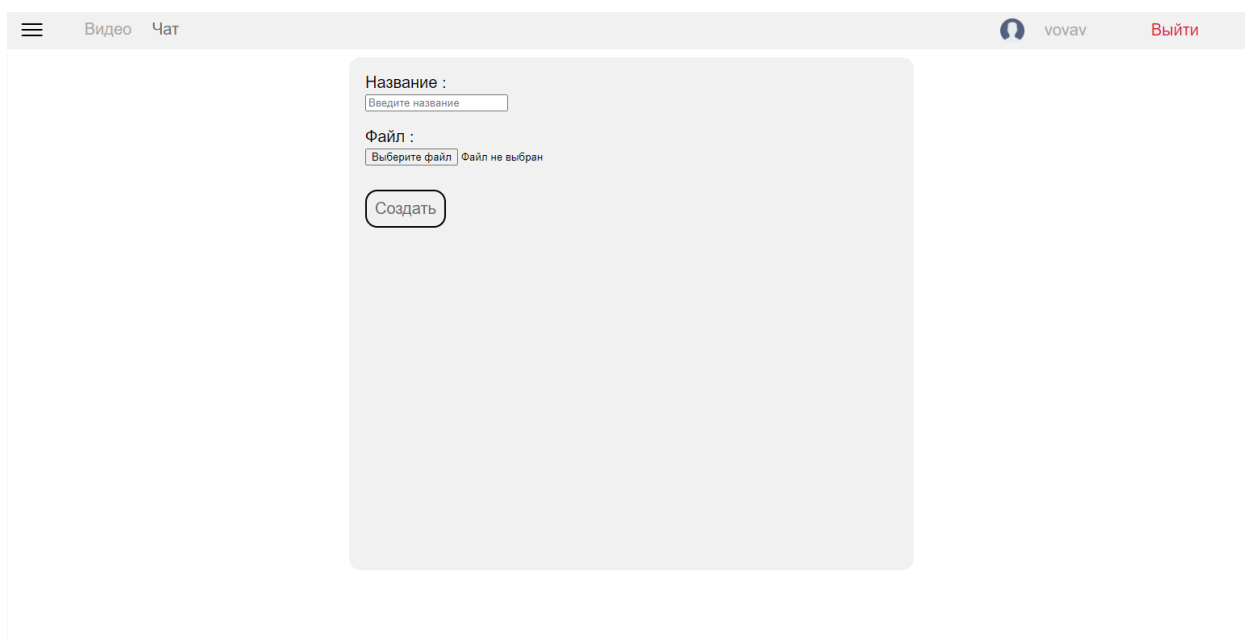 Видео Чат vovav Выйти
Название :
Введите название
Файл :
Выберите файл Файл не выбран
Создать